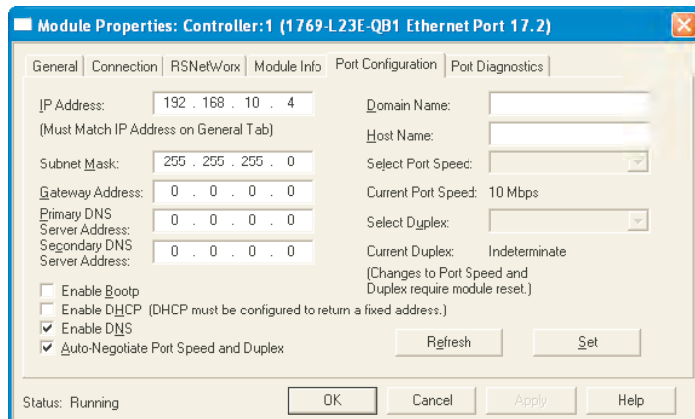 Module Properties: Controller:1 (1769-L23E-QB1 Ethernet Port 17.2)
General Connection RSNetWorx Module Info Port Configuration Port Diagnostics
IP Address: 192 . 168 . 10 . 4
(Must Match IP Address on General Tab)
Subnet Mask: 255 . 255 . 255 . 0
Gateway Address: 0 . 0 . 0 . 0
Primary DNS
Server Address: 0 . 0 . 0 . 0
Secondary DNS
Server Address: 0 . 0 . 0 . 0
Enable Bootp
Enable DHCP (DHCP must be configured to return a fixed address.)
Enable DNS
Auto-Negotiate Port Speed and Duplex
Domain Name:
Host Name:
Select Port Speed:
Current Port Speed: 10 Mbps
Select Duplex:
Current Duplex: Indeterminate
(Changes to Port Speed and
Duplex require module reset.)
Refresh Set
Status: Running
OK Cancel Apply Help